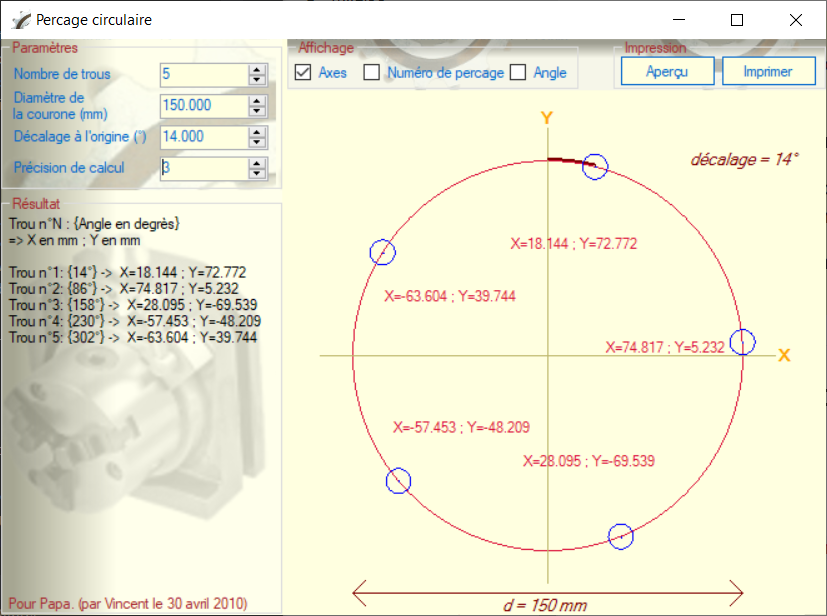 Percage circulaire
Paramètres
Nombre de trous 5
Diamètre de
la courone (mm) 150.000
Décalage à l'origine (°) 14.000
Précision de calcul 3
Affichage
Axes Numéro de percage Angle
Impression
Aperçu Imprimer
Résultat
Trou n°N : {Angle en degrès}
=> X en mm ; Y en mm
Trou n°1: {14°} -> X=18.144 ; Y=72.772
Trou n°2: {86°} -> X=74.817 ; Y=5.232
Trou n°3: {158°} -> X=28.095 ; Y=-69.539
Trou n°4: {230°} -> X=-57.453 ; Y=-48.209
Trou n°5: {302°} -> X=-63.604 ; Y=39.744
Pour Papa. (par Vincent le 30 avril 2010)
Y
décalage = 14°
X=18.144 ; Y=72.772
X=-63.604 ; Y=39.744
X=74.817 ; Y=5.232
X
X=-57.453 ; Y=-48.209
X=28.095 ; Y=-69.539
d = 150 mm